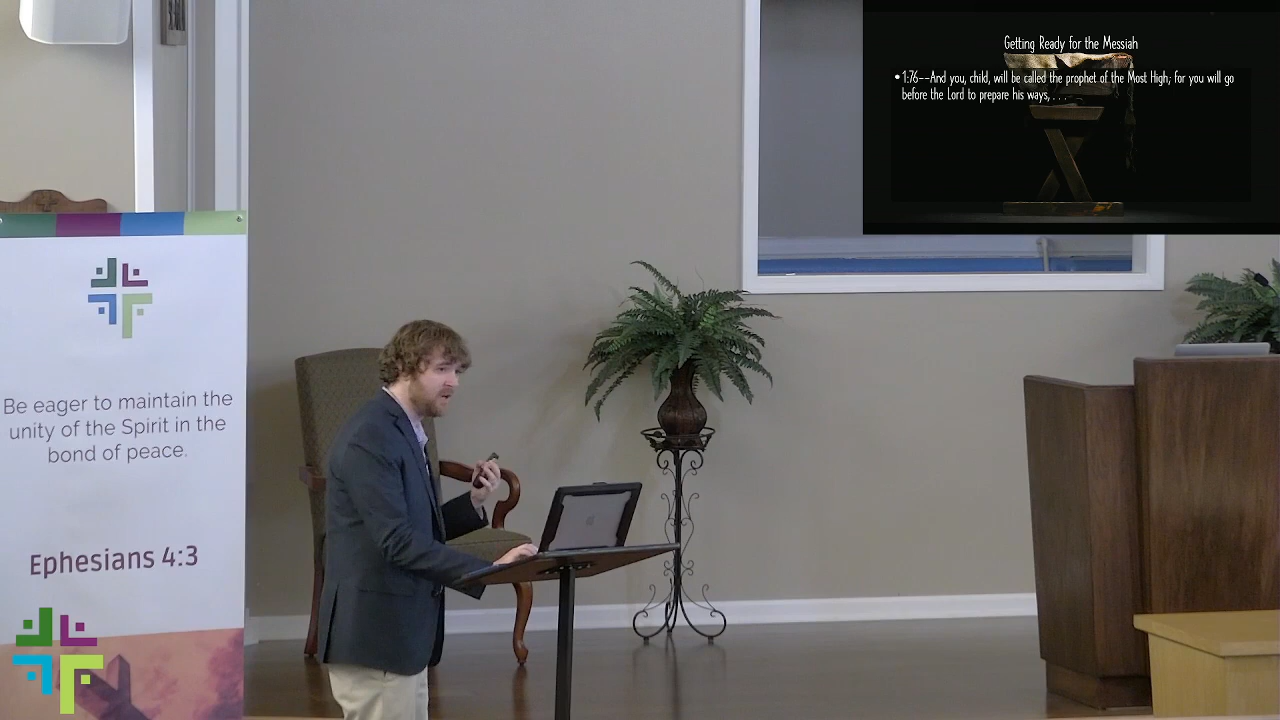 Getting Ready for the Messiah
• 1:76--And you, child, will be called the prophet of the Most High; for you will go
before the Lord to prepare his ways, . . .
Be eager to maintain the
unity of the Spirit in the
bond of peace.
Ephesians 4:3